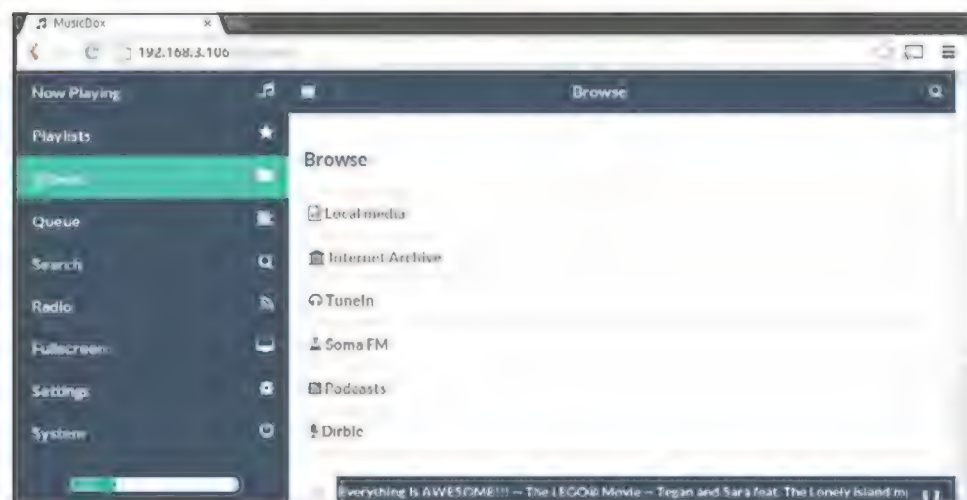 MusicBox ×
192.168.3.106
Now Playing
Browse
Playlists
Browse
Browse
Queue
Local media
Search
Internet Archive
Radio
TuneIn
Fullscreen
Soma FM
Settings
Podcasts
System
Dirble
Everything Is AWESOME!!! — The LEGO® Movie — Tegan and Sara feat. The Lonely Island m